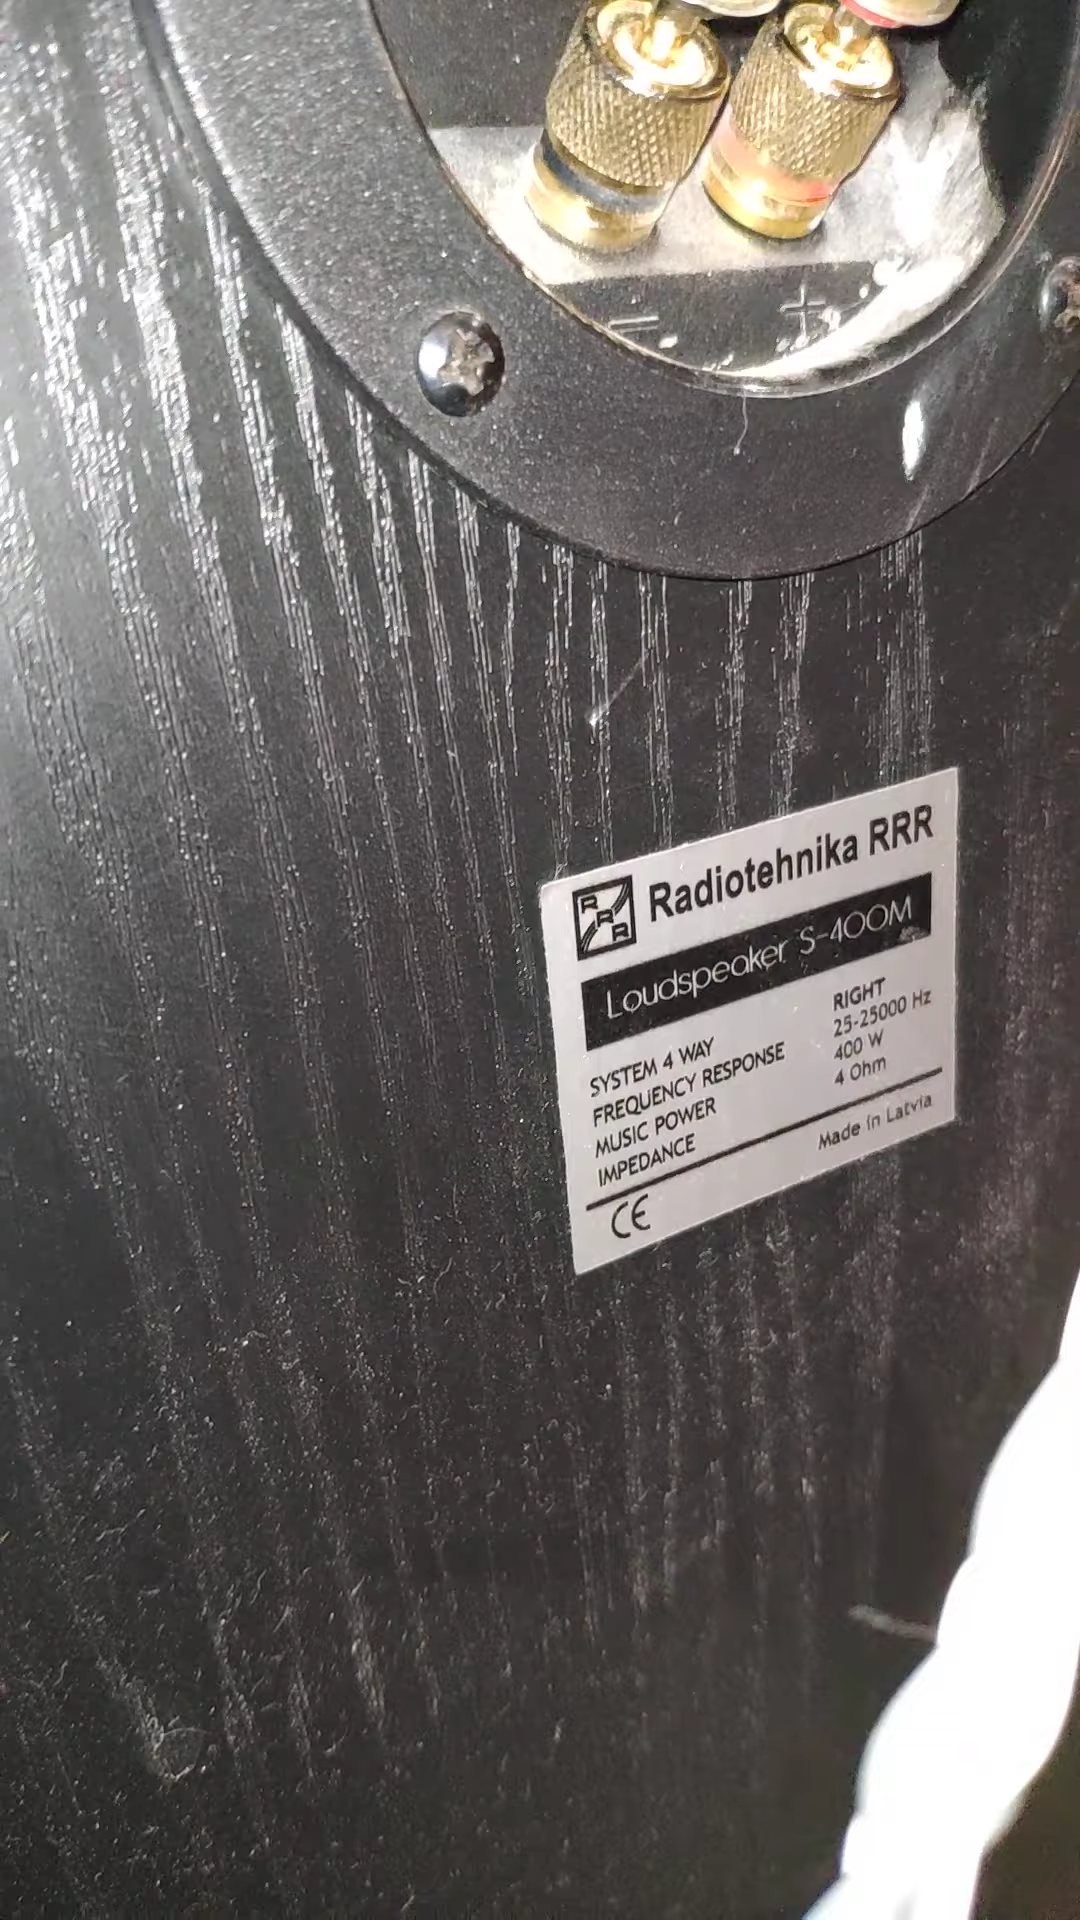 - +
RRR Radiotehnika RRR
Loudspeaker S-400M
RIGHT
SYSTEM 4 WAY 25-25000 Hz
FREQUENCY RESPONSE 400 W
MUSIC POWER 4 Ohm
IMPEDANCE
Made in Latvia
CE